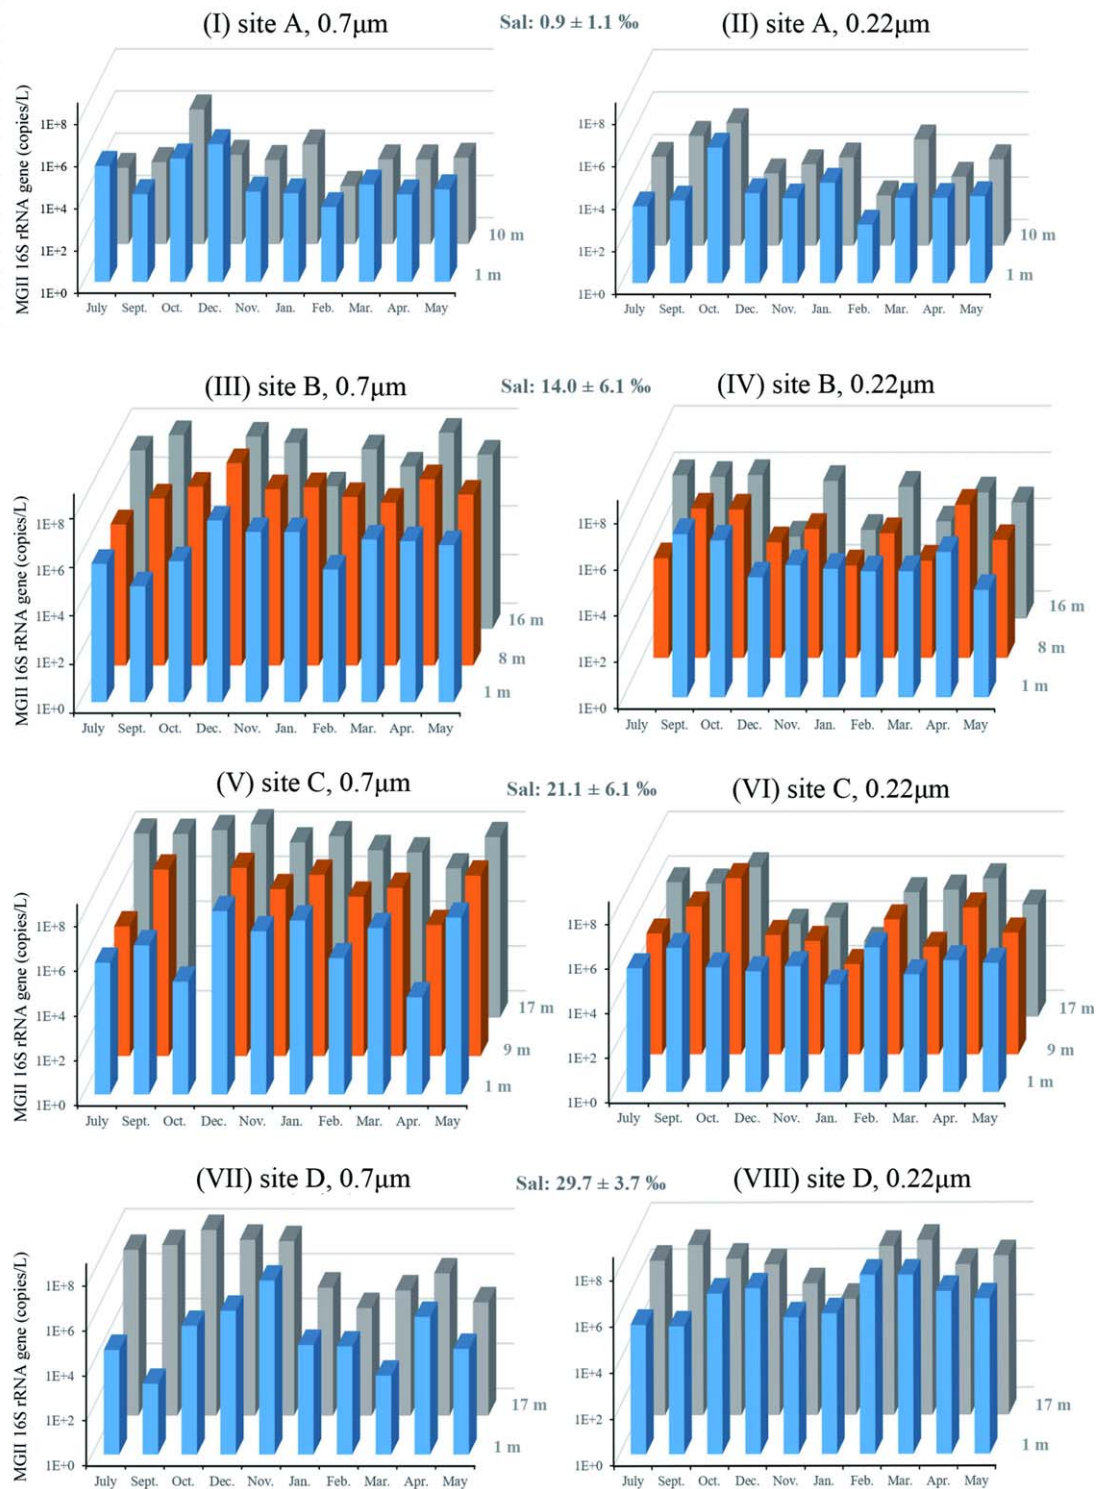 (I) site A, 0.7µm
Sal: 0.9 ± 1.1 ‰
(II) site A, 0.22µm
MGII 16S rRNA gene (copies/L)
1E+8
1E+6
1E+4
1E+2
1E+0
10 m
1 m
July Sept. Oct. Dec. Nov. Jan. Feb. Mar. Apr. May
1E+8
1E+6
1E+4
1E+2
1E+0
10 m
1 m
July Sept. Oct. Dec. Nov. Jan. Feb. Mar. Apr. May
(III) site B, 0.7µm
Sal: 14.0 ± 6.1 ‰
(IV) site B, 0.22µm
MGII 16S rRNA gene (copies/L)
1E+8
1E+6
1E+4
1E+2
1E+0
16 m
8 m
1 m
July Sept. Oct. Dec. Nov. Jan. Feb. Mar. Apr. May
1E+8
1E+6
1E+4
1E+2
1E+0
16 m
8 m
1 m
July Sept. Oct. Dec. Nov. Jan. Feb. Mar. Apr. May
(V) site C, 0.7µm
Sal: 21.1 ± 6.1 ‰
(VI) site C, 0.22µm
MGII 16S rRNA gene (copies/L)
1E+8
1E+6
1E+4
1E+2
1E+0
17 m
9 m
1 m
July Sept. Oct. Dec. Nov. Jan. Feb. Mar. Apr. May
1E+8
1E+6
1E+4
1E+2
1E+0
17 m
9 m
1 m
July Sept. Oct. Dec. Nov. Jan. Feb. Mar. Apr. May
(VII) site D, 0.7µm
Sal: 29.7 ± 3.7 ‰
(VIII) site D, 0.22µm
MGII 16S rRNA gene (copies/L)
1E+8
1E+6
1E+4
1E+2
1E+0
17 m
1 m
July Sept. Oct. Dec. Nov. Jan. Feb. Mar. Apr. May
1E+8
1E+6
1E+4
1E+2
1E+0
17 m
1 m
July Sept. Oct. Dec. Nov. Jan. Feb. Mar. Apr. May